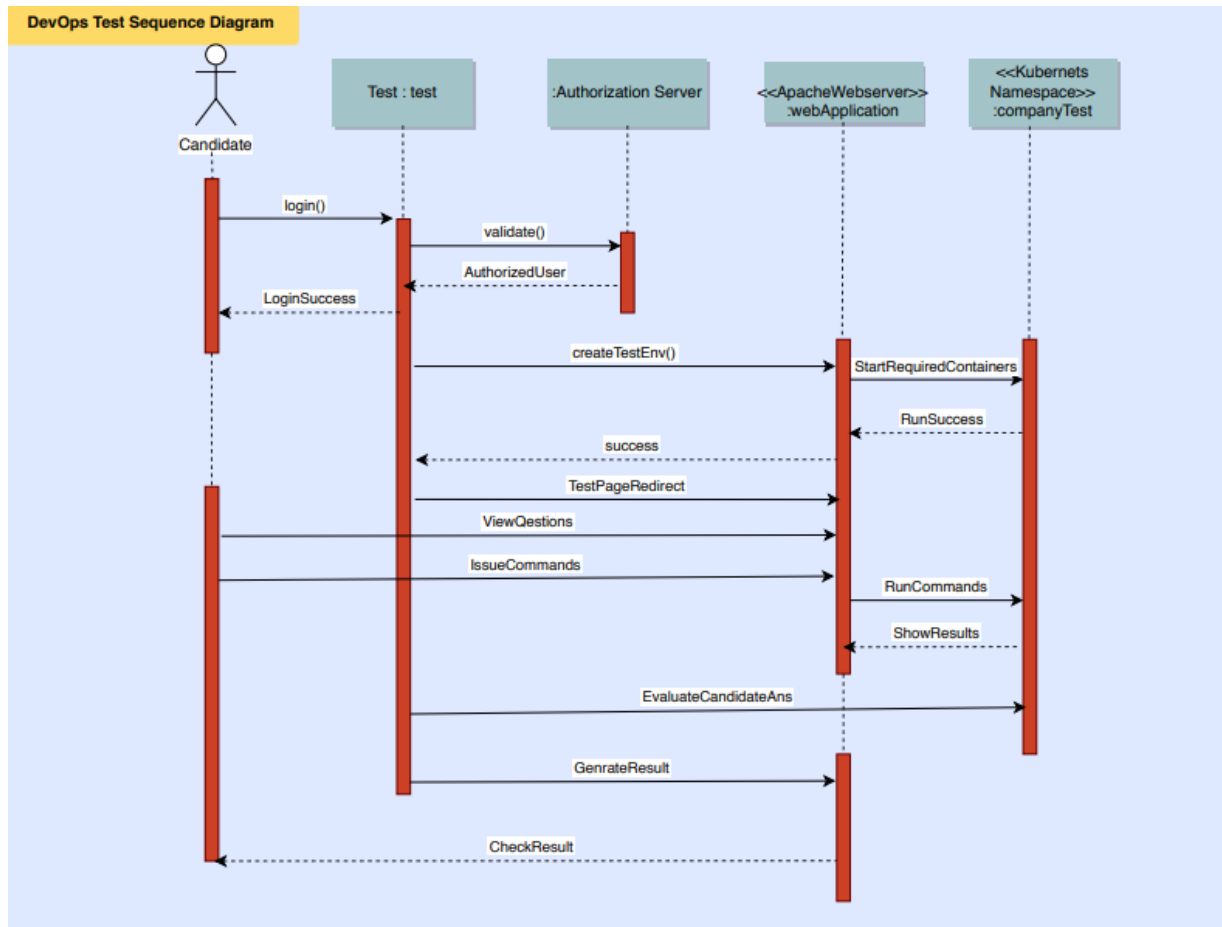 DevOps Test Sequence Diagram
Candidate
Test : test
:Authorization Server
<<ApacheWebserver>>
:webApplication
<<Kubernets
Namespace>>
:companyTest
login()
validate()
AuthorizedUser
LoginSuccess
createTestEnv()
StartRequiredContainers
RunSuccess
success
TestPageRedirect
ViewQestions
IssueCommands
RunCommands
ShowResults
EvaluateCandidateAns
GenrateResult
CheckResult